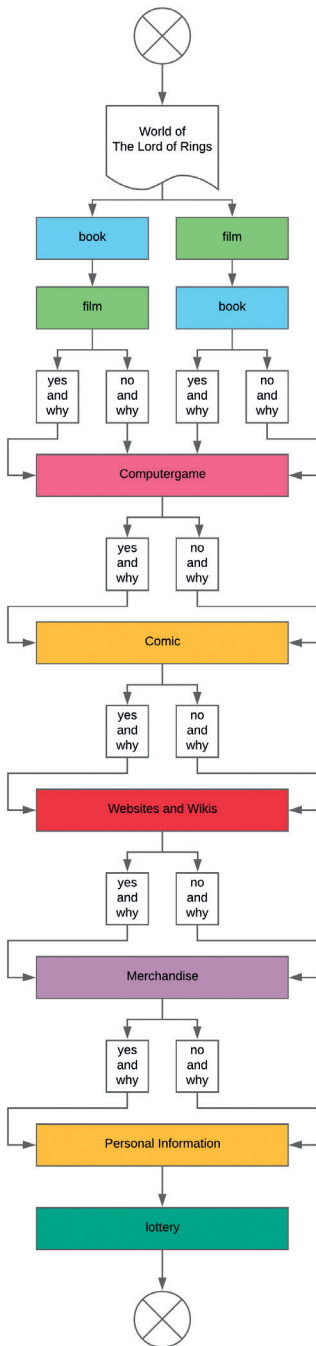 World of
The Lord of Rings
book
film
film
book
yes
and
why
no
and
why
yes
and
why
no
and
why
Computergame
yes
and
why
no
and
why
Comic
yes
and
why
no
and
why
Websites and Wikis
yes
and
why
no
and
why
Merchandise
yes
and
why
no
and
why
Personal Information
lottery